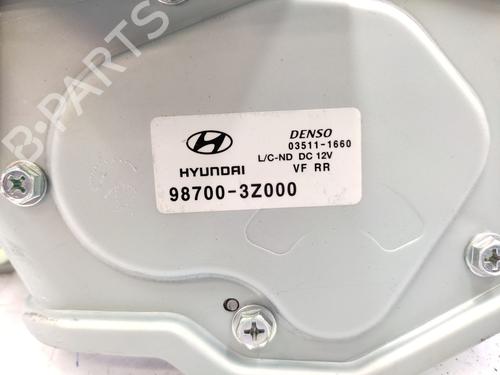 B-PARTS
HYUNDAI
DENSO
03511-1660
L/C-ND DC 12V
VF RR
98700-3Z000